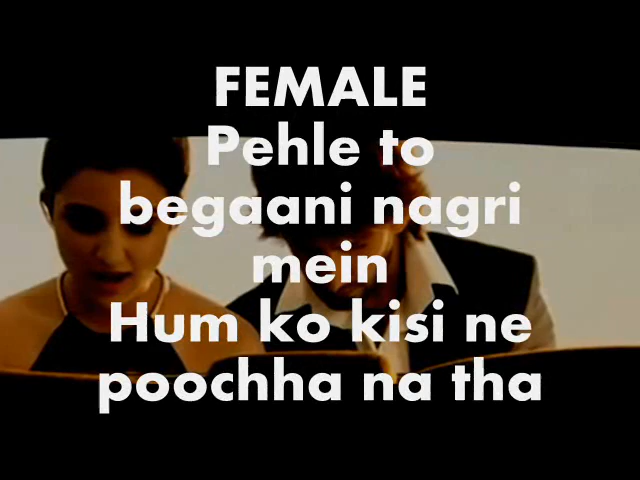 FEMALE
Pehle to
begaani nagri
mein
Hum ko kisi ne
poochha na tha